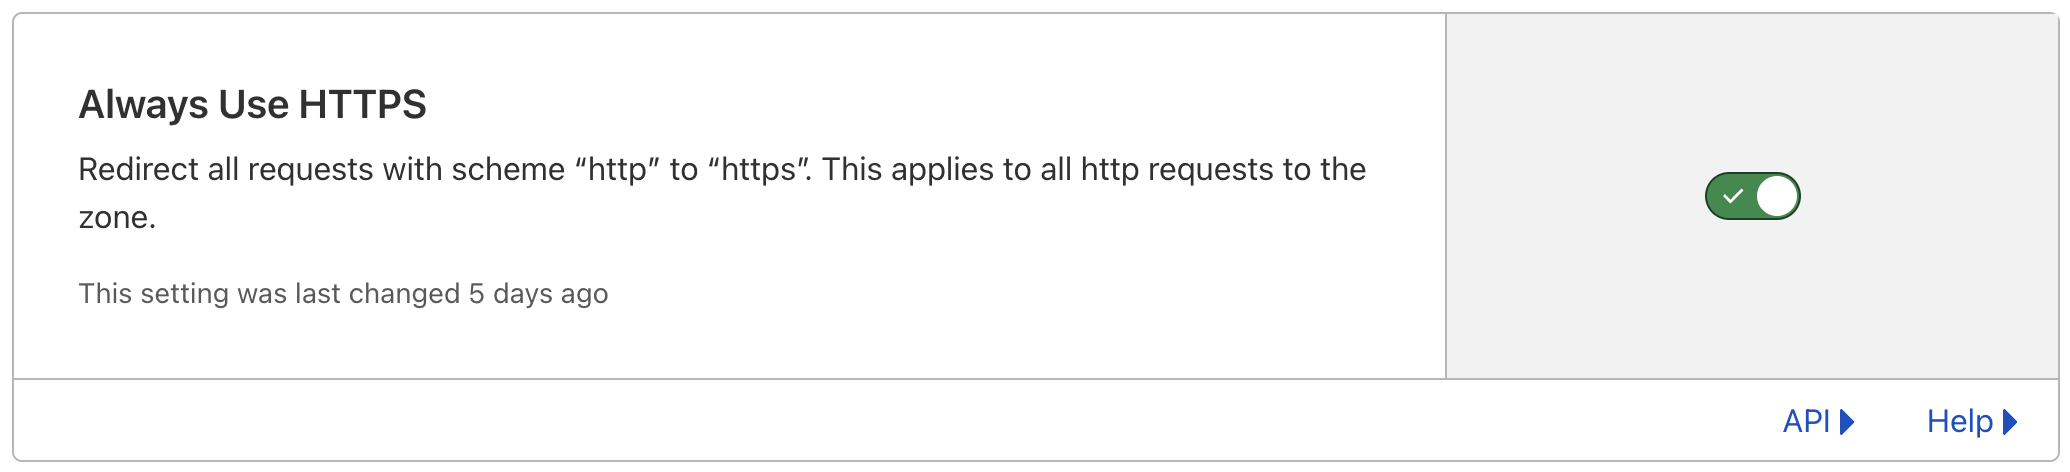 Always Use HTTPS
Redirect all requests with scheme “http” to “https”. This applies to all http requests to the
zone.
This setting was last changed 5 days ago
API
Help